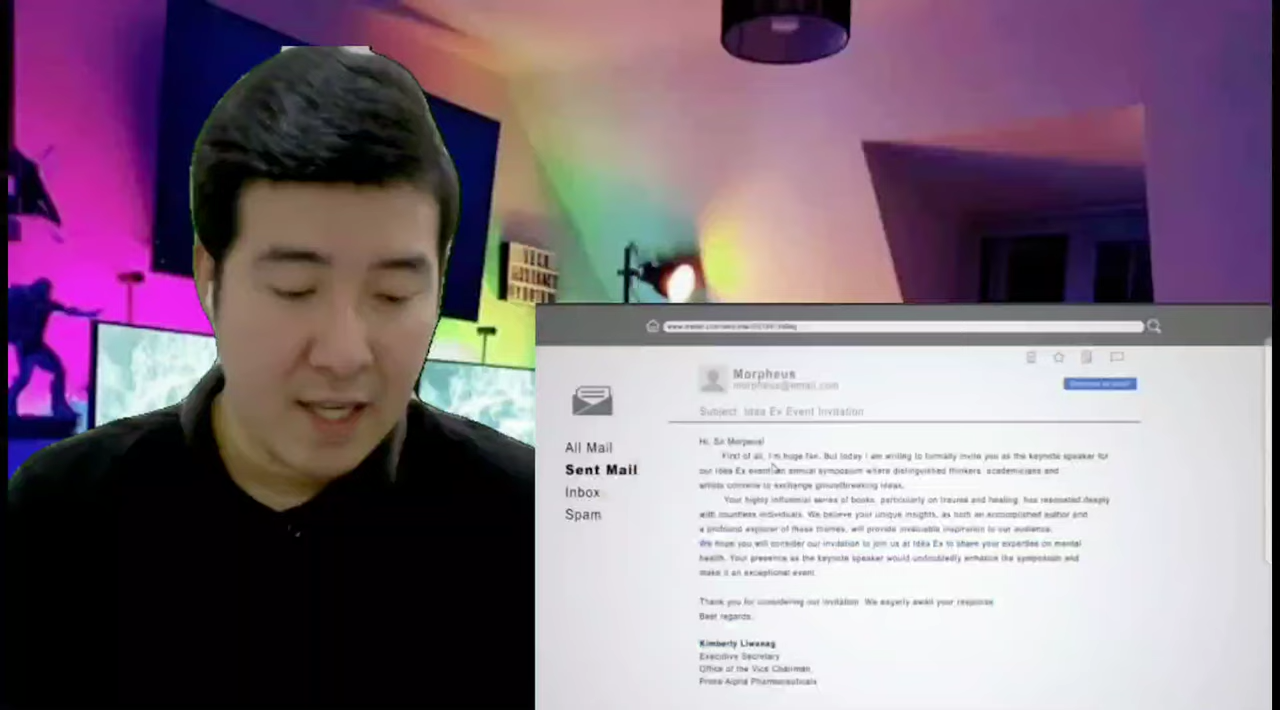 Morpheus
morpheus@email.com
Subject: Idea Ex Event Invitation
All Mail
Sent Mail
Inbox
Spam
Hi, Sir Morpeus!
First of all, I'm huge fan. But today I am writing to formally invite you as the keynote speaker for
our Idea Ex event, an annual symposium where distinguished thinkers, academicians and
artists convene to exchange groundbreaking ideas.
Your highly influential series of books, particularly on trauma and healing, has resonated deeply
with countless individuals. We believe your unique insights, as both an accomplished author and
a profound explorer of these themes, will provide invaluable inspiration to our audience.
We hope you will consider our invitation to join us at Idea Ex to share your expertise on mental
health. Your presence as the keynote speaker would undoubtedly enhance the symposium and
make it an exceptional event.
Thank you for considering our invitation. We eagerly await your response.
Best regards,
Kimberly Liwanag
Executive Secretary
Office of the Vice Chairman
Prime Alpha Pharmaceuticals